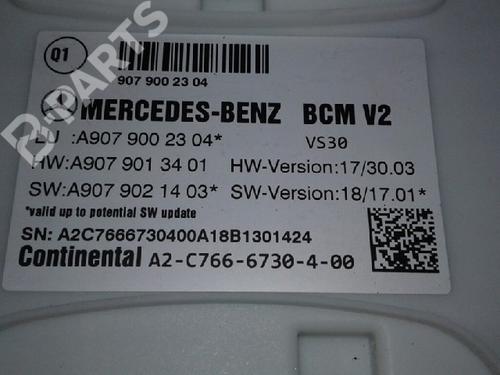 Q1
907 900 23 04
MERCEDES-BENZ BCM V2
:A907 900 23 04* VS30
HW:A907 901 34 01 HW-Version:17/30.03
SW:A907 902 14 03* SW-Version:18/17.01*
*valid up to potential SW update
SN: A2C7666730400A18B1301424
Continental A2-C766-6730-4-00
PARTS